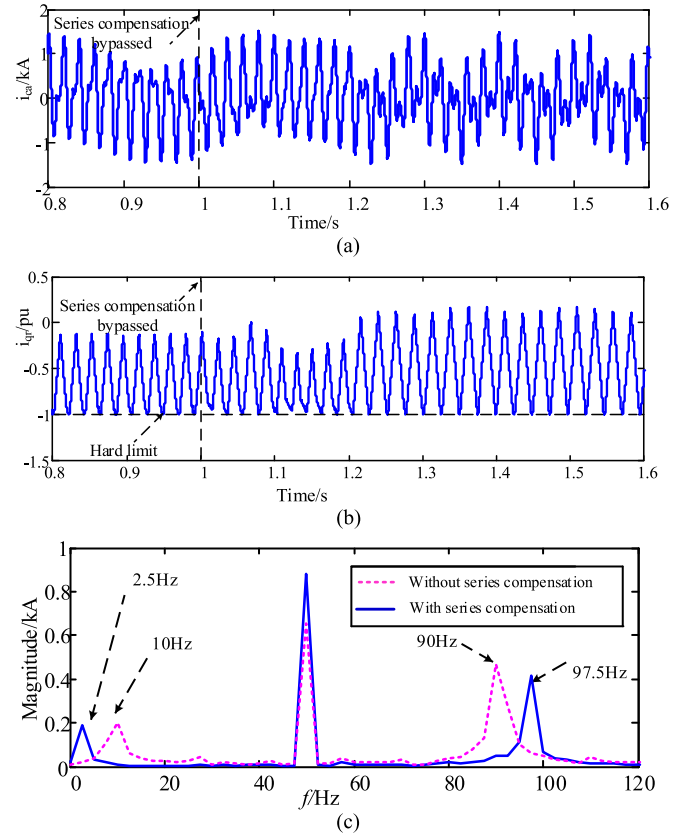 2
1
0
-1
-2
i_ca/kA
Series compensation
bypassed
0.8
0.9
1
1.1
1.2
1.3
1.4
1.5
1.6
Time/s
(a)
0.5
0
-0.5
-1
-1.5
i_qr/pu
Series compensation
bypassed
Hard limit
0.8
0.9
1
1.1
1.2
1.3
1.4
1.5
1.6
Time/s
(b)
1
0.8
0.6
0.4
0.2
0
Magnitude/kA
2.5Hz
10Hz
Without series compensation
With series compensation
90Hz
97.5Hz
0
20
40
60
80
100
120
f/Hz
(c)